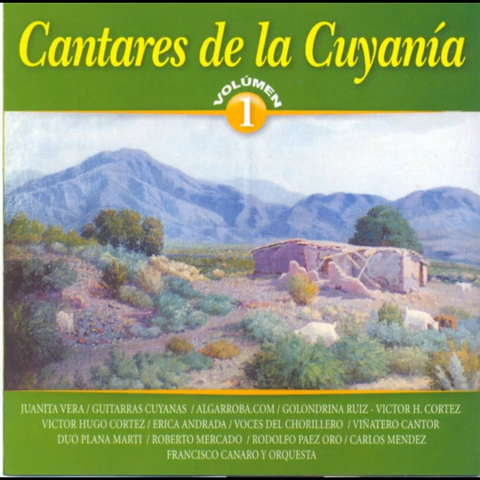 Cantares de la Cuyanía
VOLÚMEN
1
JUANITA VERA / GUITARRAS CUYANAS / ALGARROBA.COM / GOLONDRINA RUIZ - VICTOR H. CORTEZ
VICTOR HUGO CORTEZ / ERICA ANDRADA / VOCES DEL CHORILLERO / VIÑATERO CANTOR
DUO PLANA MARTI / ROBERTO MERCADO / RODOLFO PAEZ ORO / CARLOS MENDEZ
FRANCISCO CANARO Y ORQUESTA